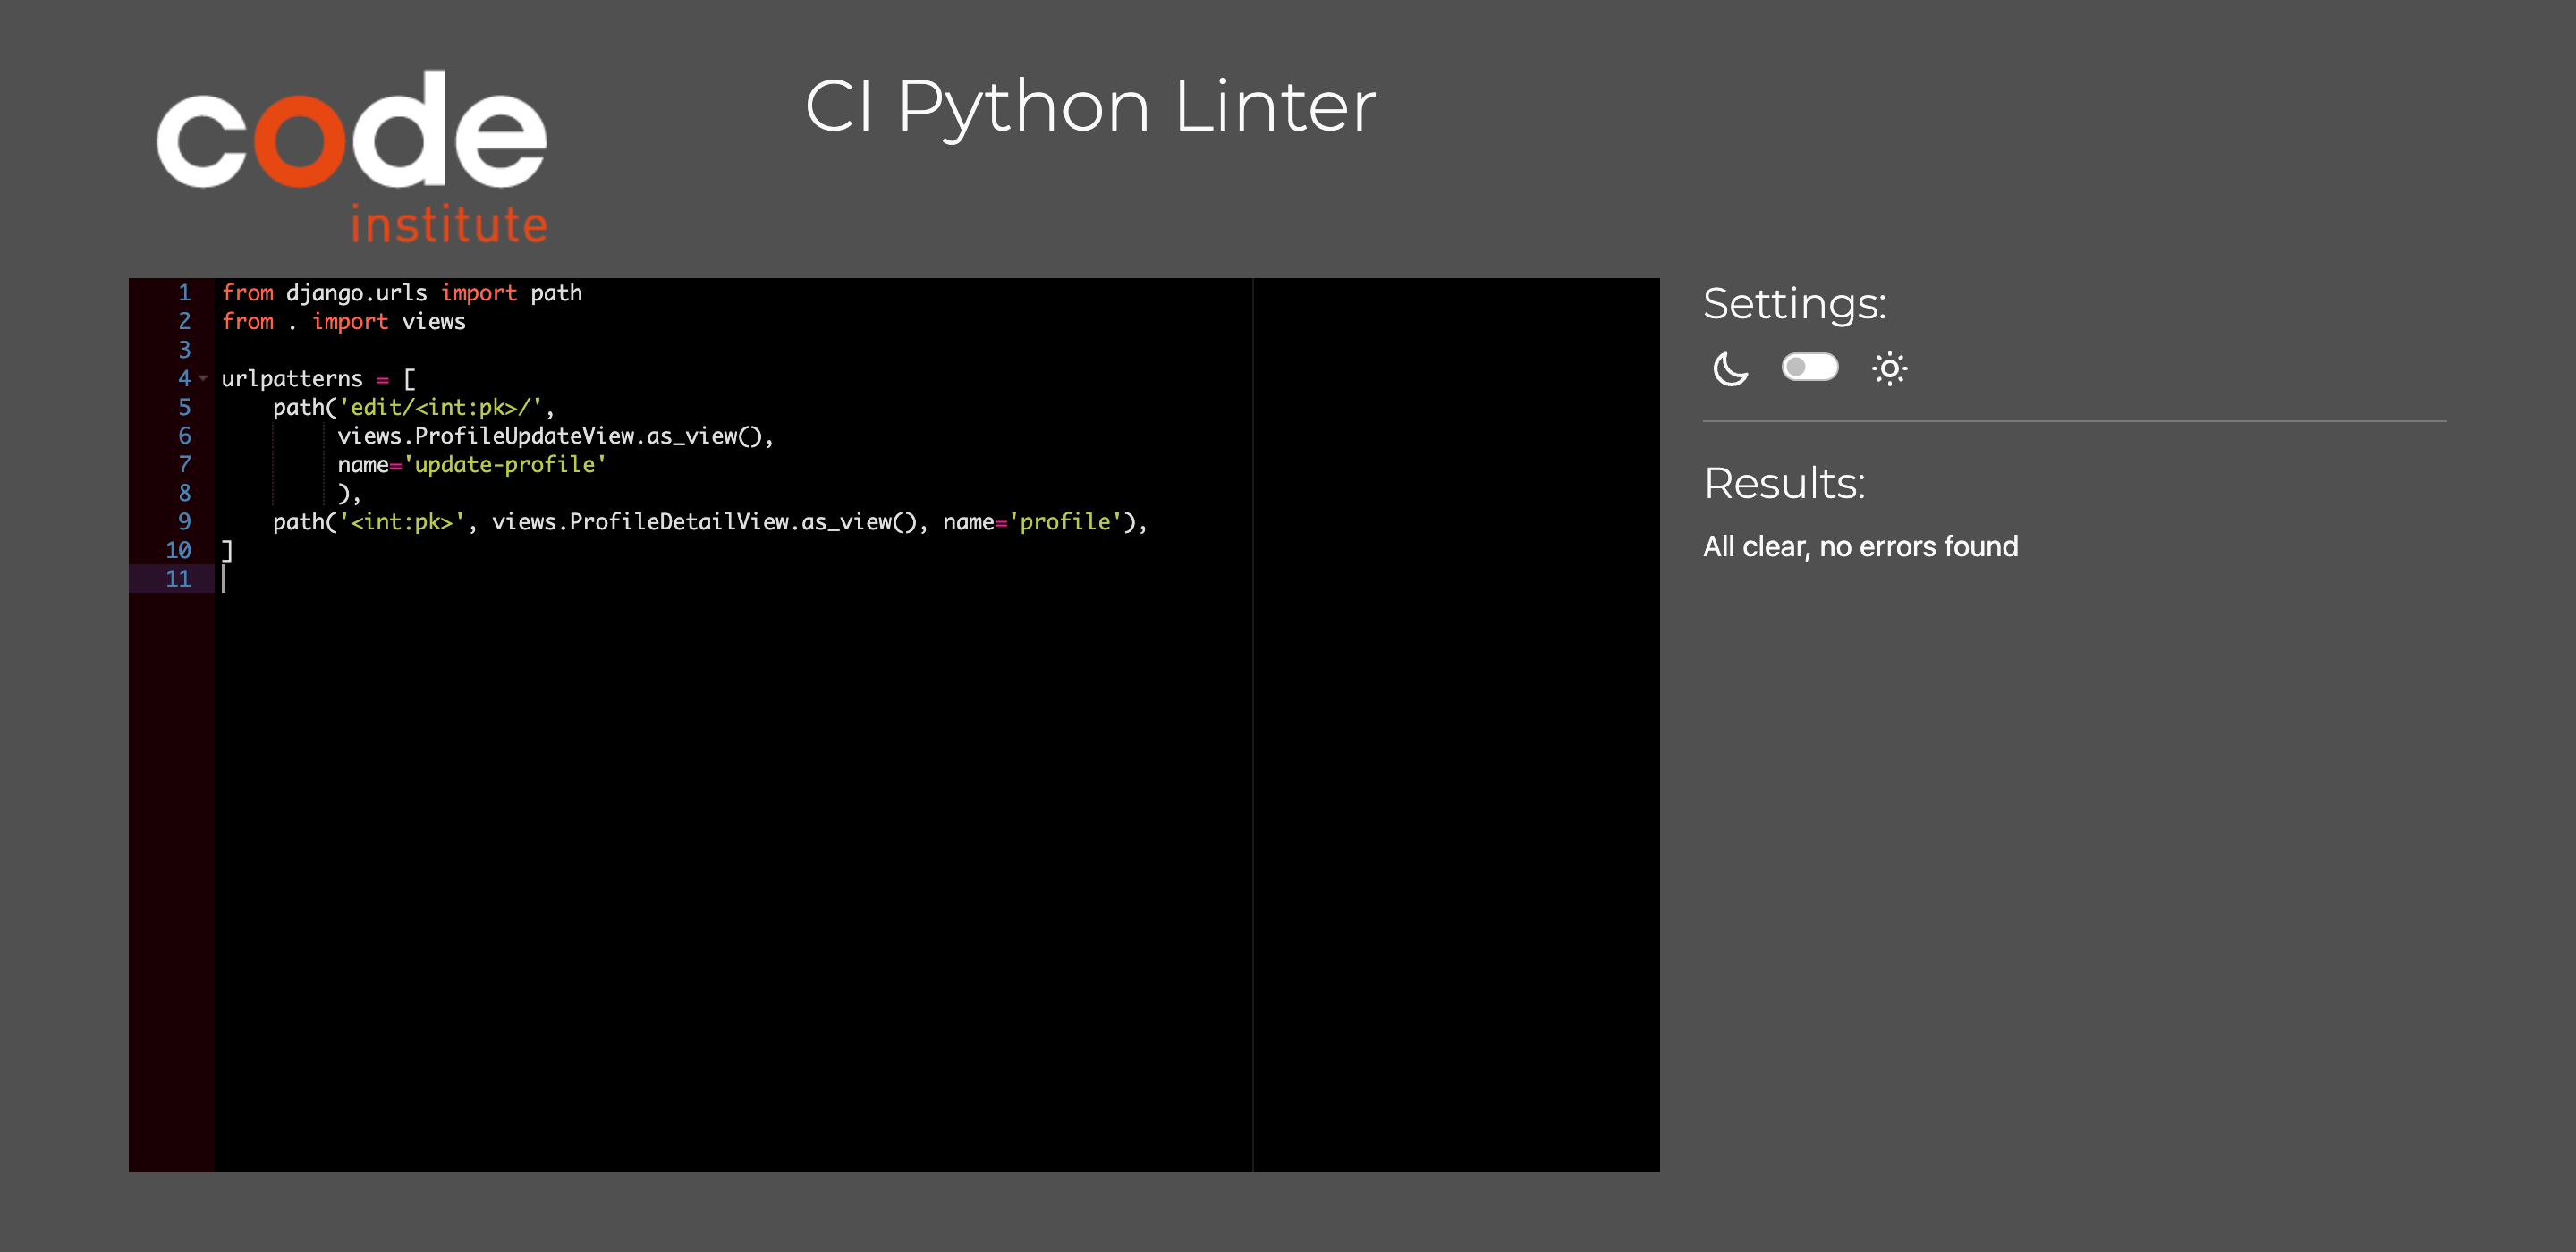 code
institute
CI Python Linter
1 from django.urls import path
2 from . import views
3
4 urlpatterns = [
5     path('edit/<int:pk>/',
6          views.ProfileUpdateView.as_view(),
7          name='update-profile'
8          ),
9     path('<int:pk>', views.ProfileDetailView.as_view(), name='profile'),
10 ]
11
Settings:
Results:
All clear, no errors found